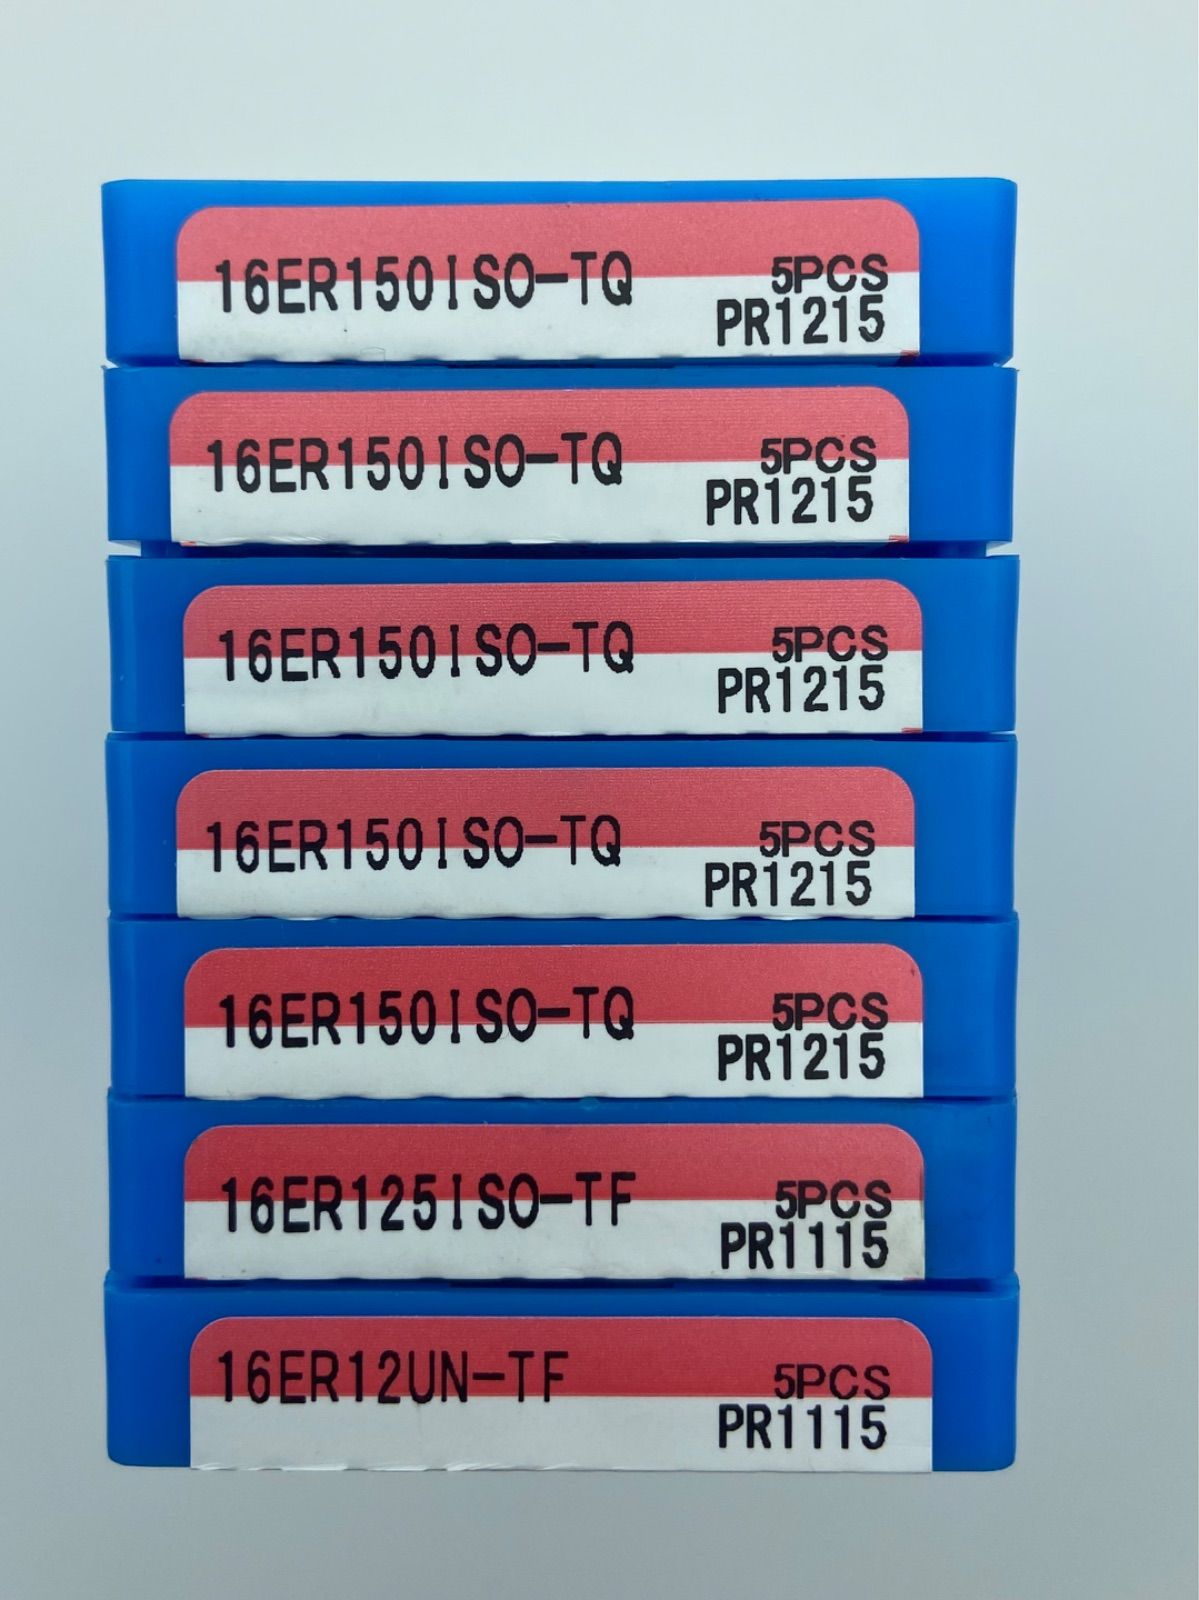 16ER150ISO-TQ 5PCS
PR1215
16ER150ISO-TQ 5PCS
PR1215
16ER150ISO-TQ 5PCS
PR1215
16ER150ISO-TQ 5PCS
PR1215
16ER150ISO-TQ 5PCS
PR1215
16ER125ISO-TF 5PCS
PR1115
16ER12UN-TF 5PCS
PR1115